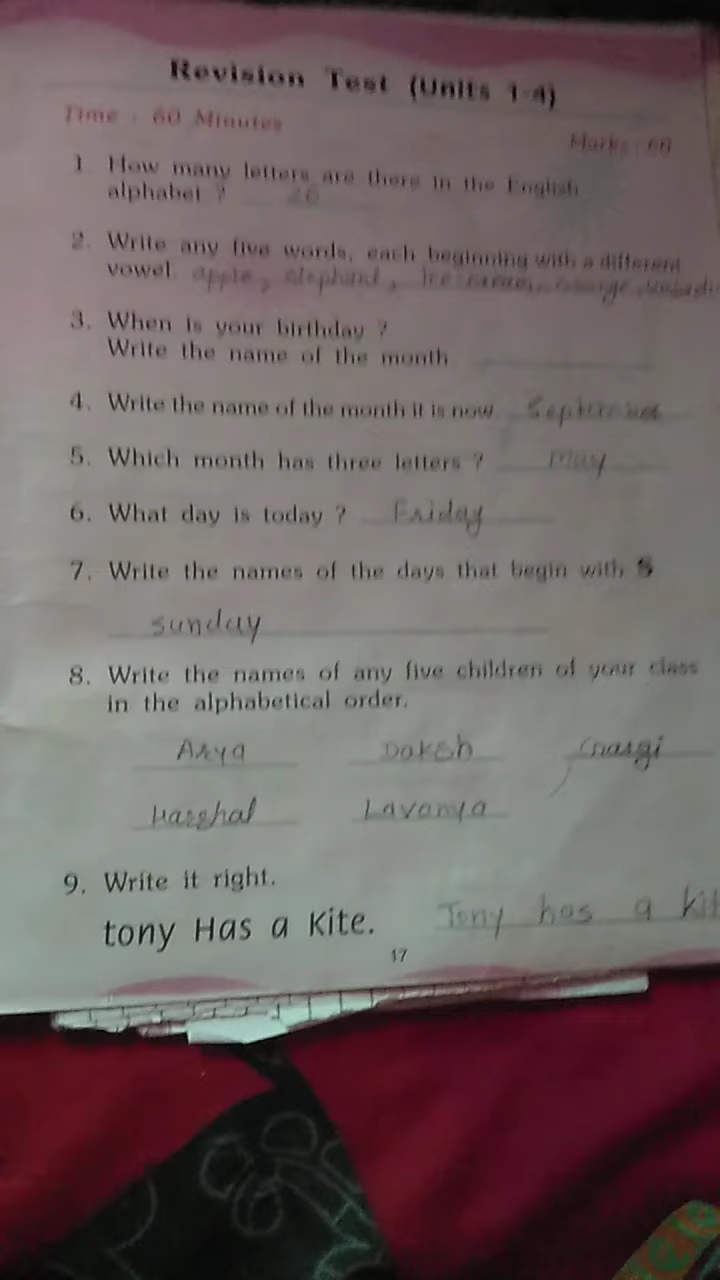 Revision Test (Units 1-4)
Time : 60 Minutes
Marks : 60
1. How many letters are there in the English
alphabet ? 26
2. Write any five words, each beginning with a different
vowel. apple, elephant, Ice-cream, orange
3. When is your birthday ?
Write the name of the month
4. Write the name of the month it is now September
5. Which month has three letters ? may
6. What day is today ? Friday
7. Write the names of the days that begin with S
sunday
8. Write the names of any five children of your class
in the alphabetical order.
Arya Daksh Gargi
Harshal Lavanya
9. Write it right.
tony Has a Kite. Tony has a kit
17